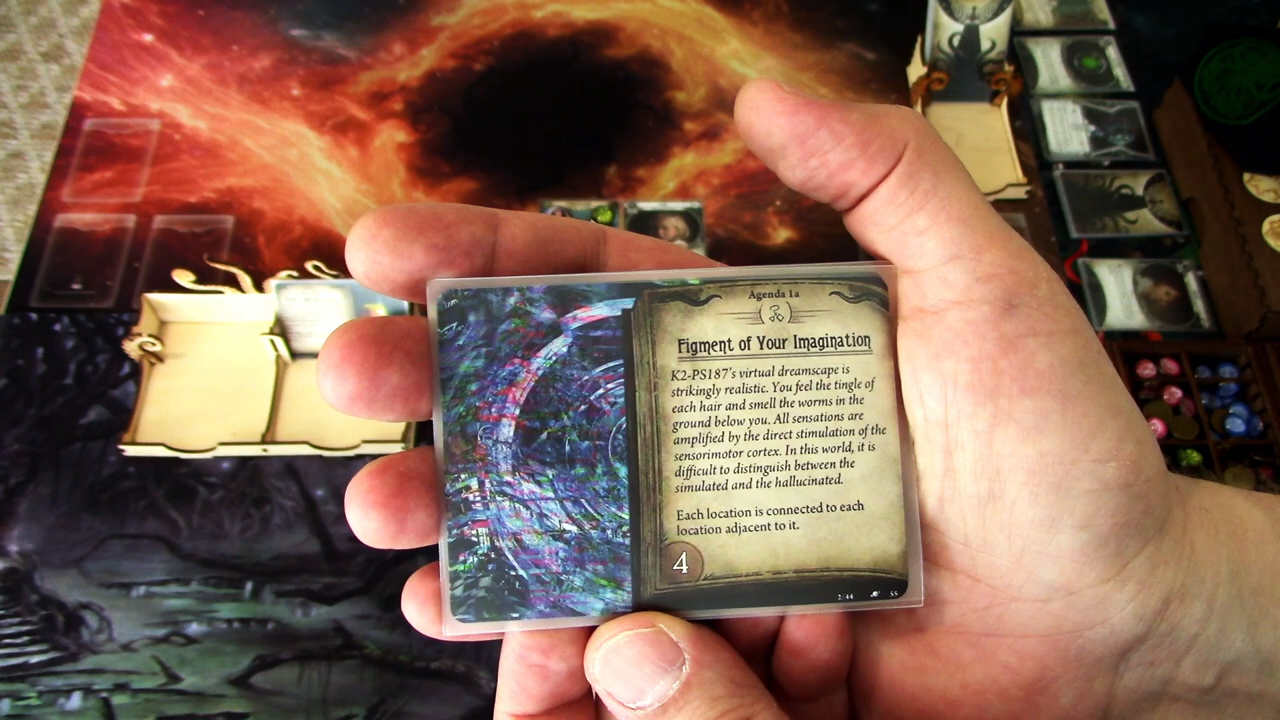 Agenda 1a
Figment of Your Imagination
K2-PS187's virtual dreamscape is
strikingly realistic. You feel the tingle of
each hair and smell the worms in the
ground below you. All sensations are
amplified by the direct stimulation of the
sensorimotor cortex. In this world, it is
difficult to distinguish between the
simulated and the hallucinated.
Each location is connected to each
location adjacent to it.
4
2/44 55